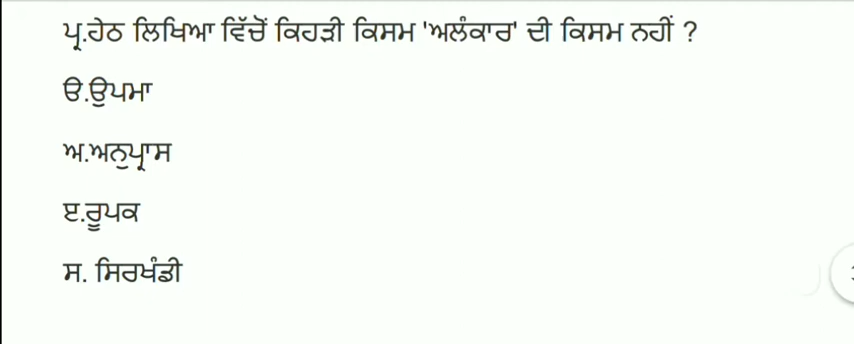 ਪ੍ਰ.ਹੇਠ ਲਿਖਿਆ ਵਿੱਚੋਂ ਕਿਹੜੀ ਕਿਸਮ 'ਅਲੰਕਾਰ' ਦੀ ਕਿਸਮ ਨਹੀਂ ?
ੳ.ਉਪਮਾ
ਅ.ਅਨੁਪ੍ਰਾਸ
ੲ.ਰੂਪਕ
ਸ. ਸਿਰਖੰਡੀ